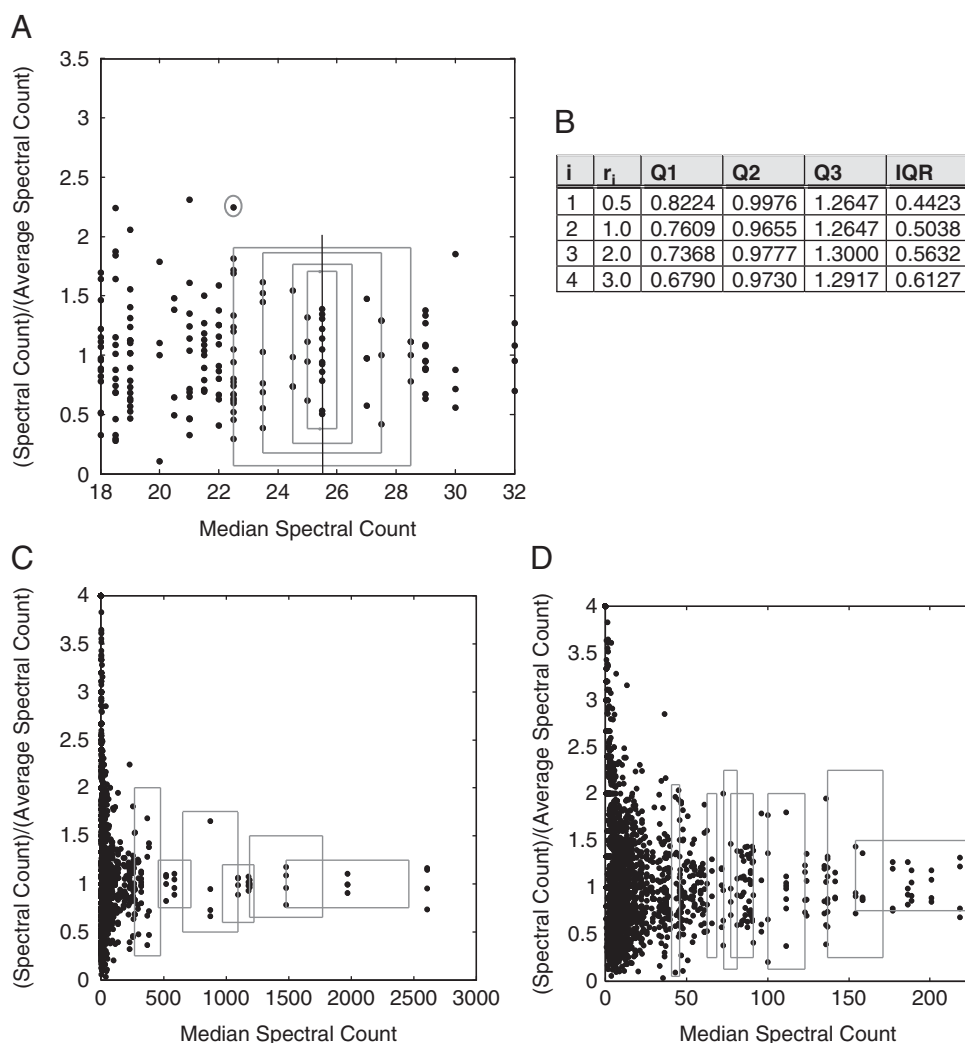 A
(Spectral Count)/(Average Spectral Count)
3.5
3
2.5
2
1.5
1
0.5
0
18 20 22 24 26 28 30 32
Median Spectral Count
B
i ri Q1 Q2 Q3 IQR
1 0.5 0.8224 0.9976 1.2647 0.4423
2 1.0 0.7609 0.9655 1.2647 0.5038
3 2.0 0.7368 0.9777 1.3000 0.5632
4 3.0 0.6790 0.9730 1.2917 0.6127
C
(Spectral Count)/(Average Spectral Count)
4
3.5
3
2.5
2
1.5
1
0.5
0
0 500 1000 1500 2000 2500 3000
Median Spectral Count
D
(Spectral Count)/(Average Spectral Count)
4
3.5
3
2.5
2
1.5
1
0.5
0
0 50 100 150 200
Median Spectral Count